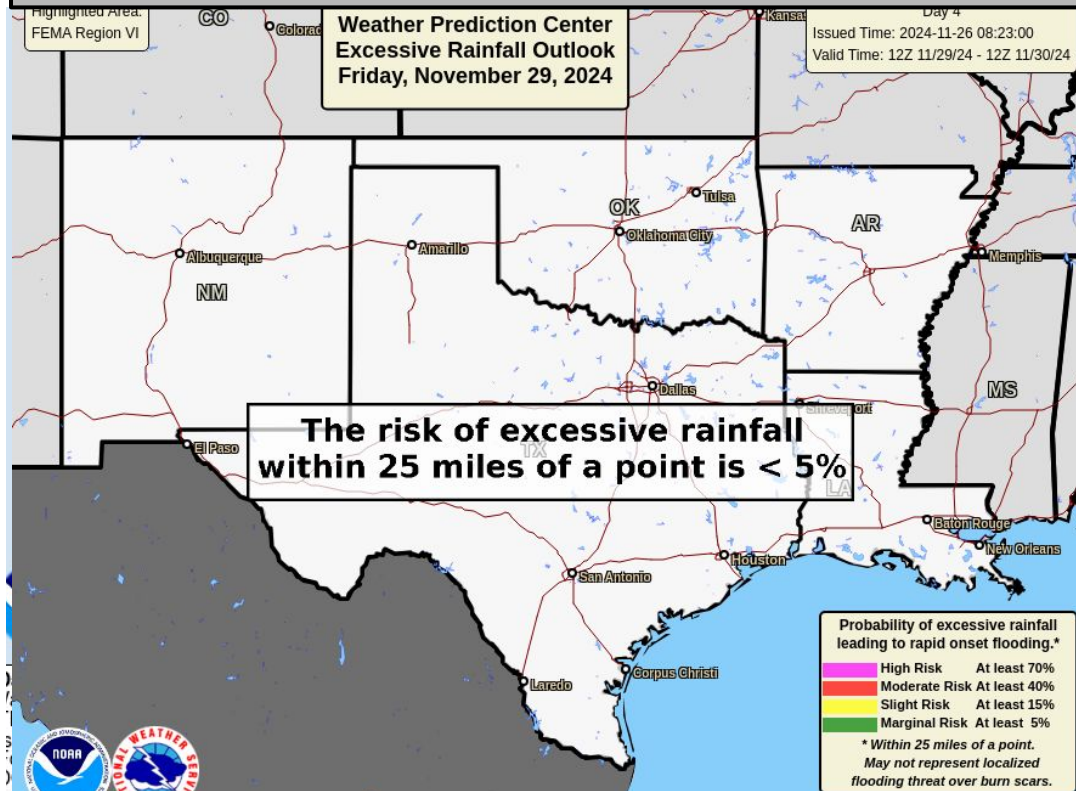 Highlighted Area:
FEMA Region VI
Weather Prediction Center
Excessive Rainfall Outlook
Friday, November 29, 2024
Day 4
Issued Time: 2024-11-26 08:23:00
Valid Time: 12Z 11/29/24 - 12Z 11/30/24
CO
Colorad
Kansas
Tulsa
OK
Oklahoma City
AR
Amarillo
Albuquerque
Memphis
NM
Dallas
MS
Shreveport
The risk of excessive rainfall
within 25 miles of a point is < 5%
El Paso
TX
LA
Baton Rouge
New Orleans
Houston
San Antonio
Corpus Christi
Laredo
Probability of excessive rainfall
leading to rapid onset flooding.*
High Risk At least 70%
Moderate Risk At least 40%
Slight Risk At least 15%
Marginal Risk At least 5%
* Within 25 miles of a point.
May not represent localized
flooding threat over burn scars.
NOAA